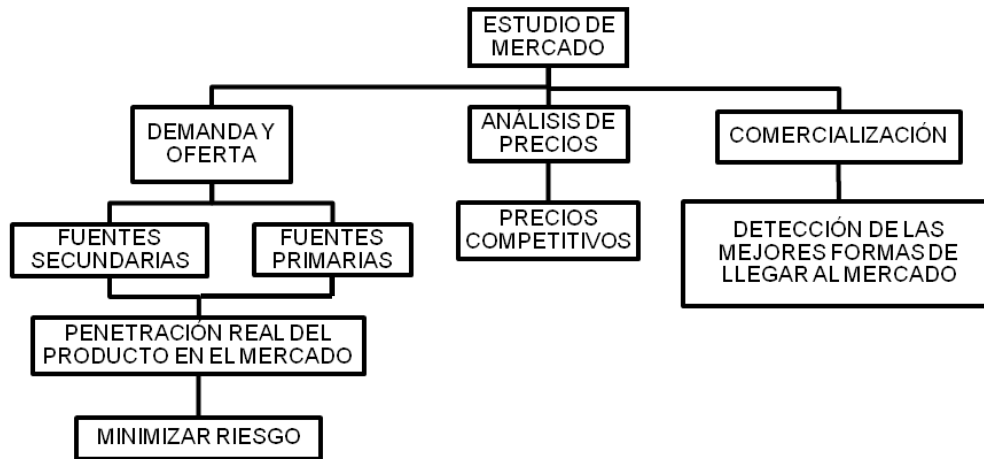 ESTUDIO DE
MERCADO
DEMANDA Y
OFERTA
ANÁLISIS DE
PRECIOS
COMERCIALIZACIÓN
FUENTES
SECUNDARIAS
FUENTES
PRIMARIAS
PRECIOS
COMPETITIVOS
DETECCIÓN DE LAS
MEJORES FORMAS DE
LLEGAR AL MERCADO
PENETRACIÓN REAL DEL
PRODUCTO EN EL MERCADO
MINIMIZAR RIESGO